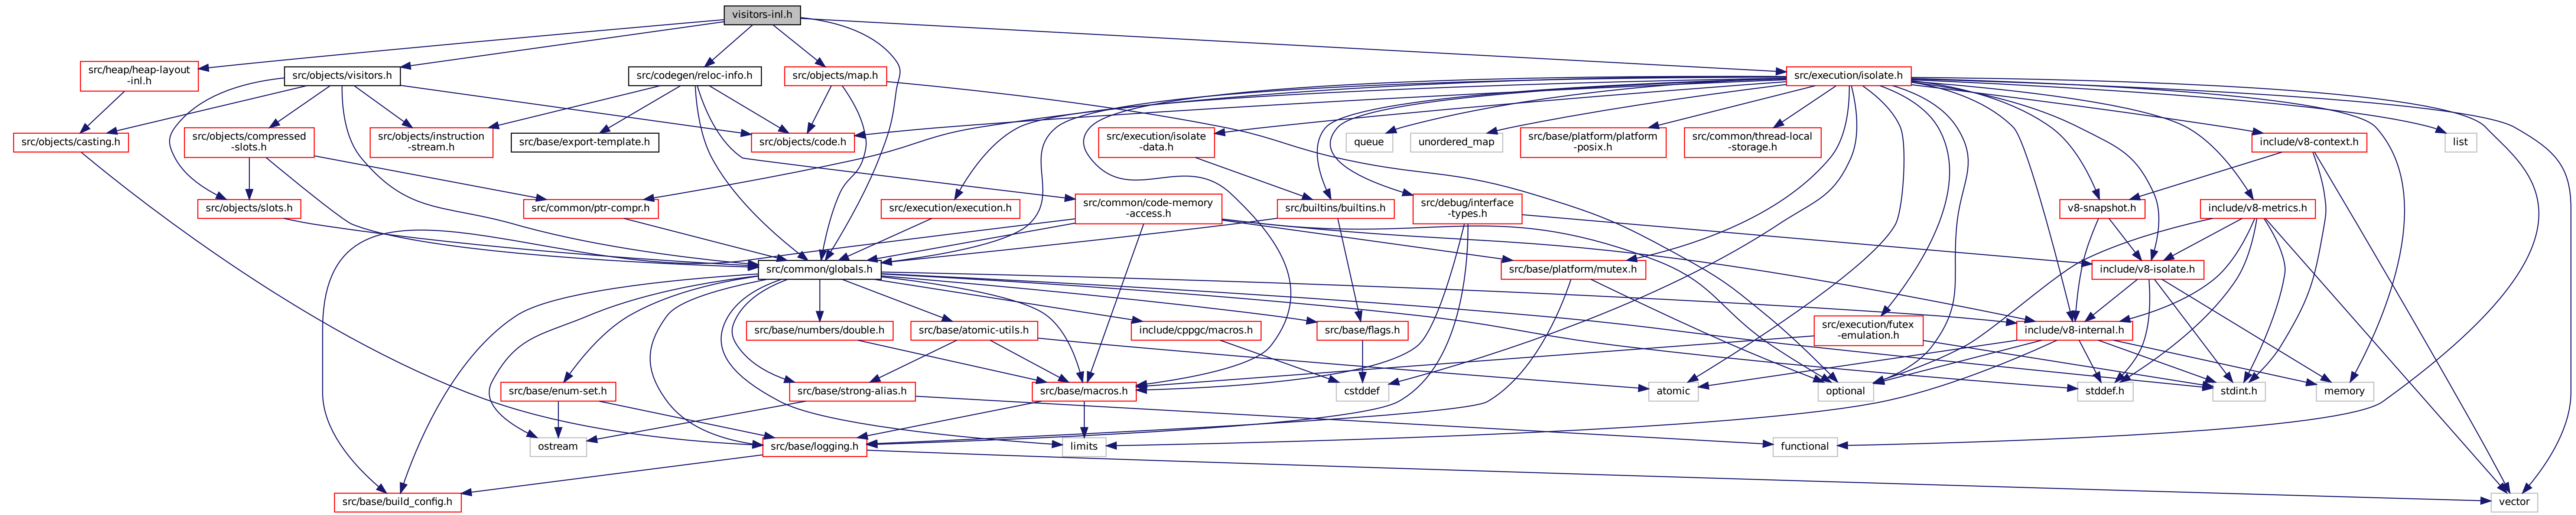 visitors-inl.h
src/heap/heap-layout
-inl.h
src/objects/visitors.h
src/codegen/reloc-info.h
src/objects/map.h
src/execution/isolate.h
src/objects/casting.h
src/objects/compressed
-slots.h
src/objects/instruction
-stream.h
src/base/export-template.h
src/objects/code.h
src/execution/isolate
-data.h
queue
unordered_map
src/base/platform/platform
-posix.h
src/common/thread-local
-storage.h
include/v8-context.h
list
src/objects/slots.h
src/common/ptr-compr.h
src/execution/execution.h
src/common/code-memory
-access.h
src/builtins/builtins.h
src/debug/interface
-types.h
v8-snapshot.h
include/v8-metrics.h
src/common/globals.h
src/base/platform/mutex.h
include/v8-isolate.h
src/base/numbers/double.h
src/base/atomic-utils.h
include/cppgc/macros.h
src/base/flags.h
src/execution/futex
-emulation.h
include/v8-internal.h
src/base/enum-set.h
src/base/strong-alias.h
src/base/macros.h
cstddef
atomic
optional
stddef.h
stdint.h
memory
ostream
src/base/logging.h
limits
functional
src/base/build_config.h
vector